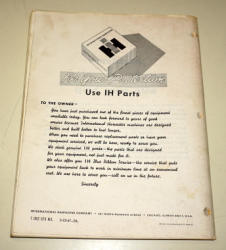 Use IH Parts
TO THE OWNER—
You have just purchased one of the finest pieces of equipment
available today. You can look forward to years of good
service because International Harvester machines are designed
better and built better to last longer.
When you need to purchase replacement parts or have your
equipment serviced, we will be here, ready to serve you.
We stock genuine IH parts—the parts that are designed
for your equipment, not just made for it.
We also offer you IH Blue Ribbon Service—the service that puts
your equipment back to work in minimum time at an economical
cost. We are here to serve you—call on us in the future.
Sincerely
INTERNATIONAL HARVESTER COMPANY
CHICAGO, ILLINOIS U.S.A.